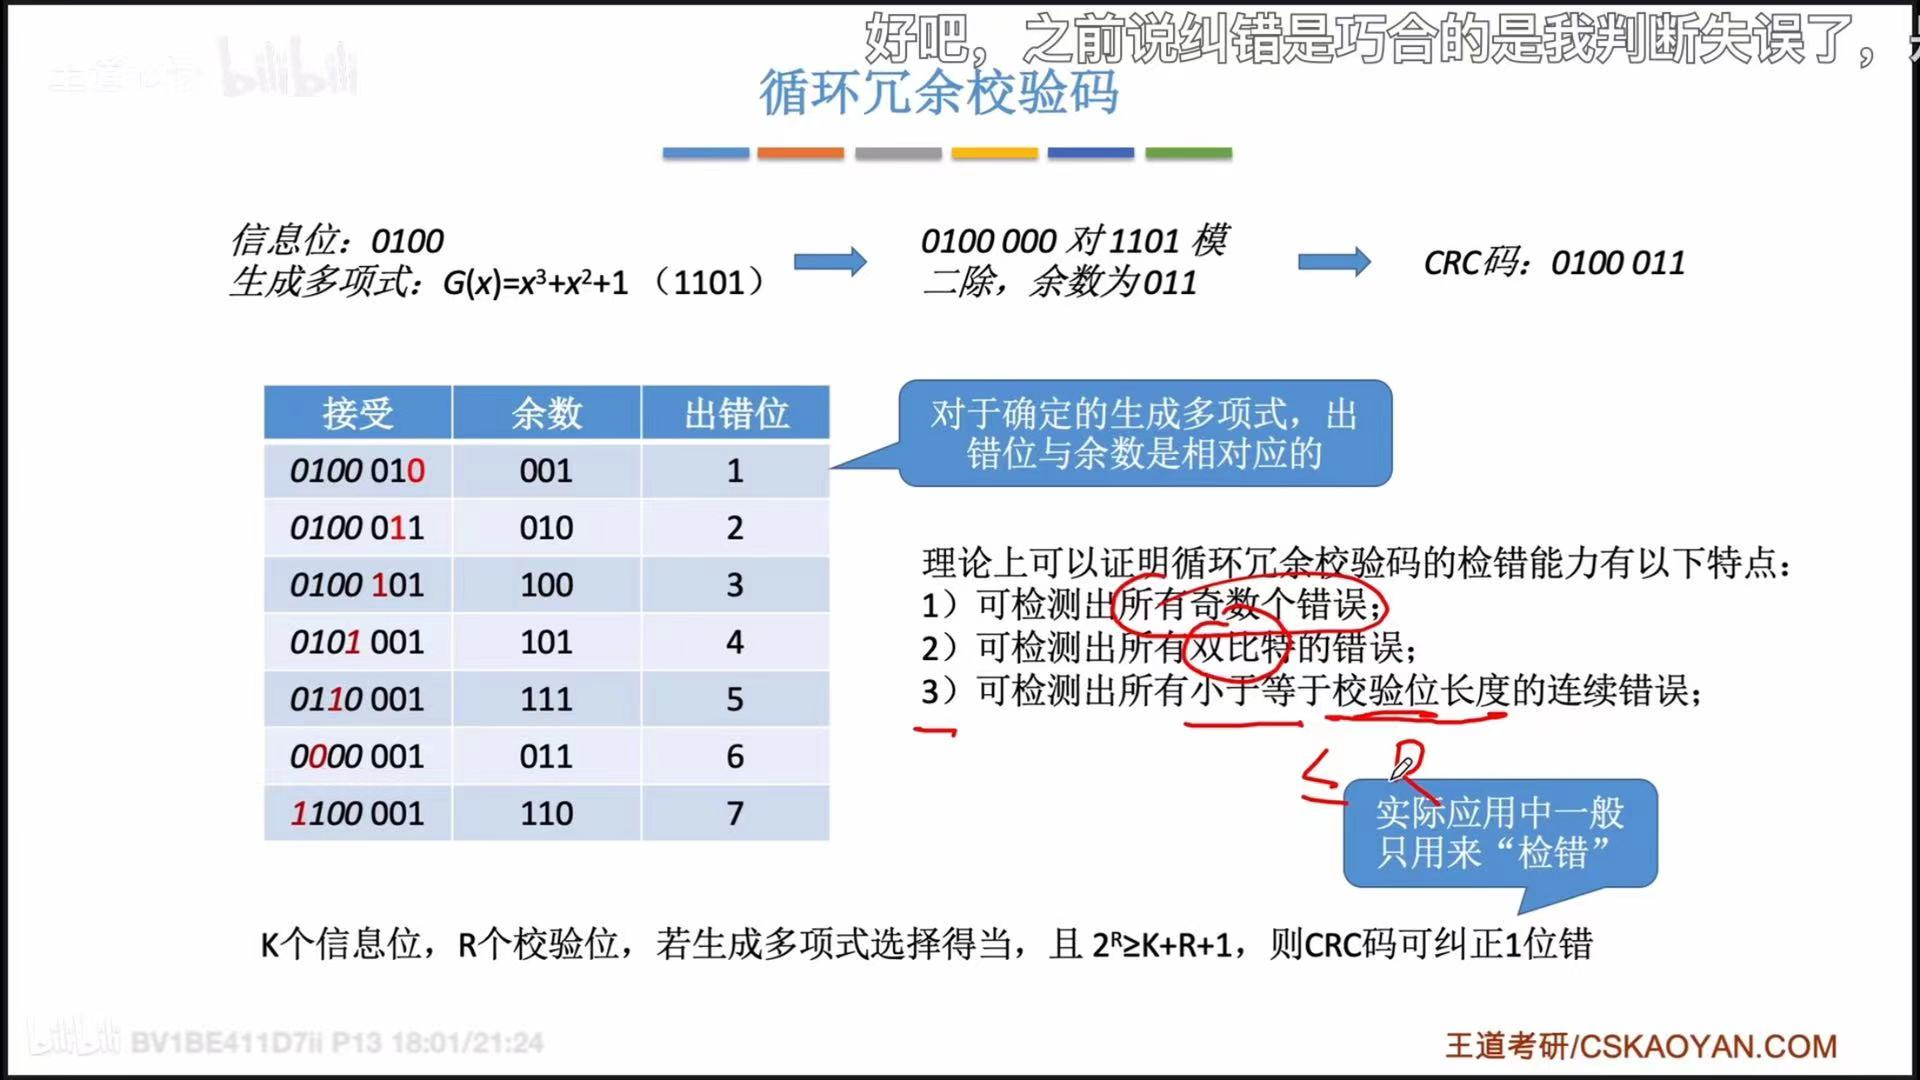 好吧，之前说纠错是巧合的是我判断失误了，
bilibili
循环冗余校验码
信息位：0100
生成多项式：G(x)=x³+x²+1（1101）
0100 000 对 1101 模
二除，余数为 011
CRC码：0100 011
接受 余数 出错位
0100 010 001 1
0100 011 010 2
0100 101 100 3
0101 001 101 4
0110 001 111 5
0000 001 011 6
1100 001 110 7
对于确定的生成多项式，出
错位与余数是相对应的
理论上可以证明循环冗余校验码的检错能力有以下特点：
1）可检测出所有奇数个错误；
2）可检测出所有双比特的错误；
3）可检测出所有小于等于校验位长度的连续错误；
≤ R
实际应用中一般
只用来“检错”
K个信息位，R个校验位，若生成多项式选择得当，且 2ᴿ≥K+R+1，则CRC码可纠正1位错
bilibili BV1BE411D7ii P13 18:01/21:24
王道考研/CSKAOYAN.COM